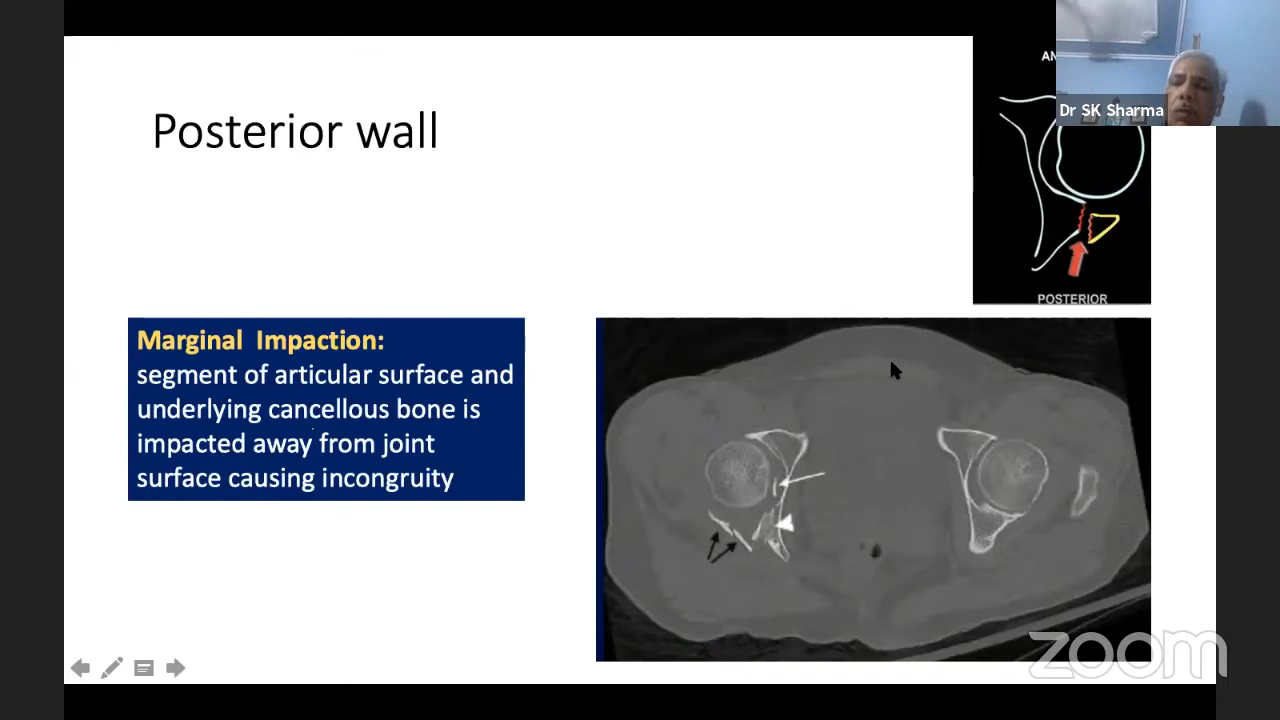 AN
Dr SK Sharma
Posterior wall
POSTERIOR
Marginal Impaction:
segment of articular surface and
underlying cancellous bone is
impacted away from joint
surface causing incongruity
zoom